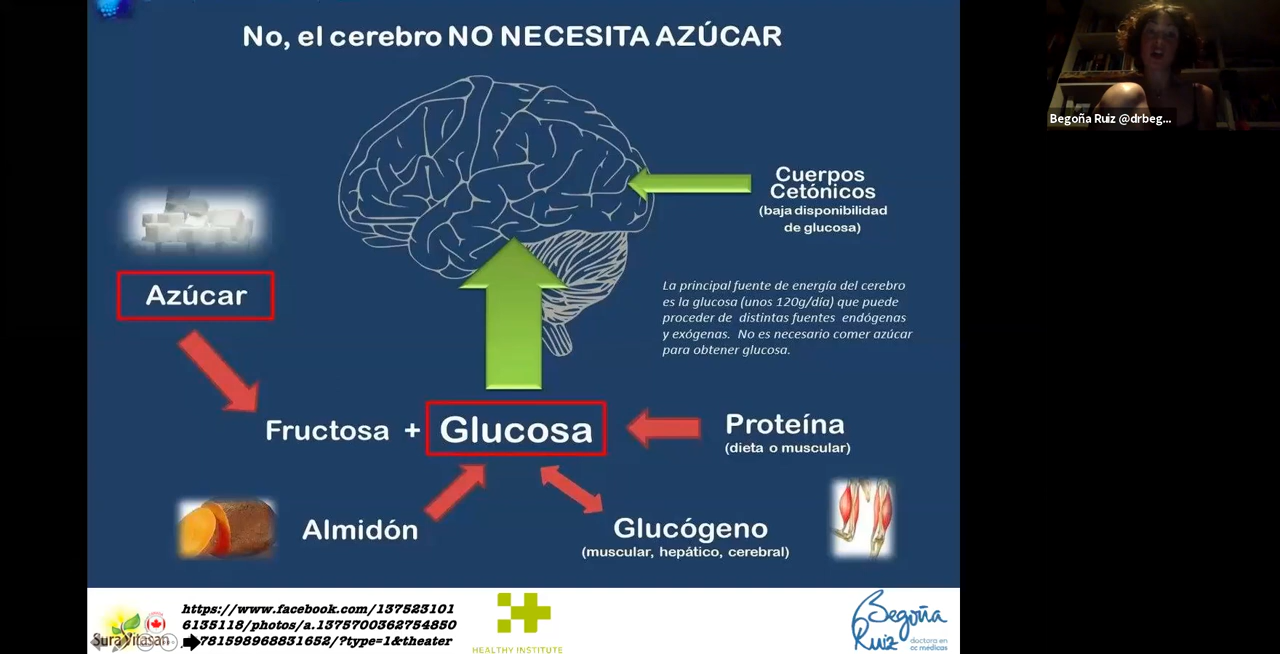 No, el cerebro NO NECESITA AZÚCAR
Begoña Ruiz @drbeg...
Cuerpos
Cetónicos
(baja disponibilidad
de glucosa)
Azúcar
La principal fuente de energía del cerebro
es la glucosa (unos 120g/día) que puede
proceder de distintas fuentes endógenas
y exógenas. No es necesario comer azúcar
para obtener glucosa.
Fructosa + Glucosa
Proteína
(dieta o muscular)
Almidón
Glucógeno
(muscular, hepático, cerebral)
https://www.facebook.com/137523101
6135118/photos/a.1375700362754850
781598968831652/?type=1&theater
Sura Vitasan
HEALTHY INSTITUTE
Begoña
Ruiz
doctora en
cc médicas